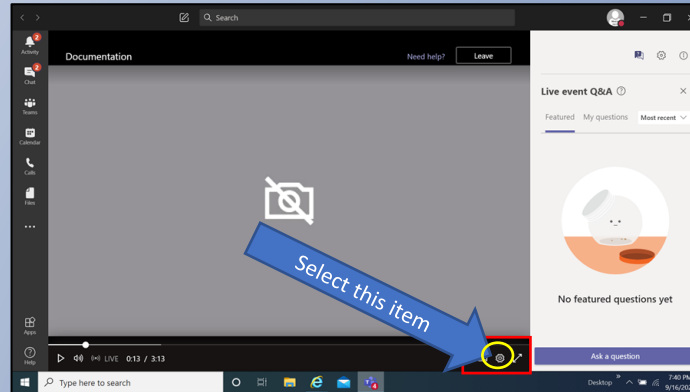 Search
Activity
2
Chat
2
Teams
Calendar
Calls
Files
Apps
Help
Documentation
Need help?
Leave
Select this item
LIVE 0:13 / 3:13
Live event Q&A
Featured My questions Most recent
No featured questions yet
Ask a question
Type here to search
Desktop
7:40 PM